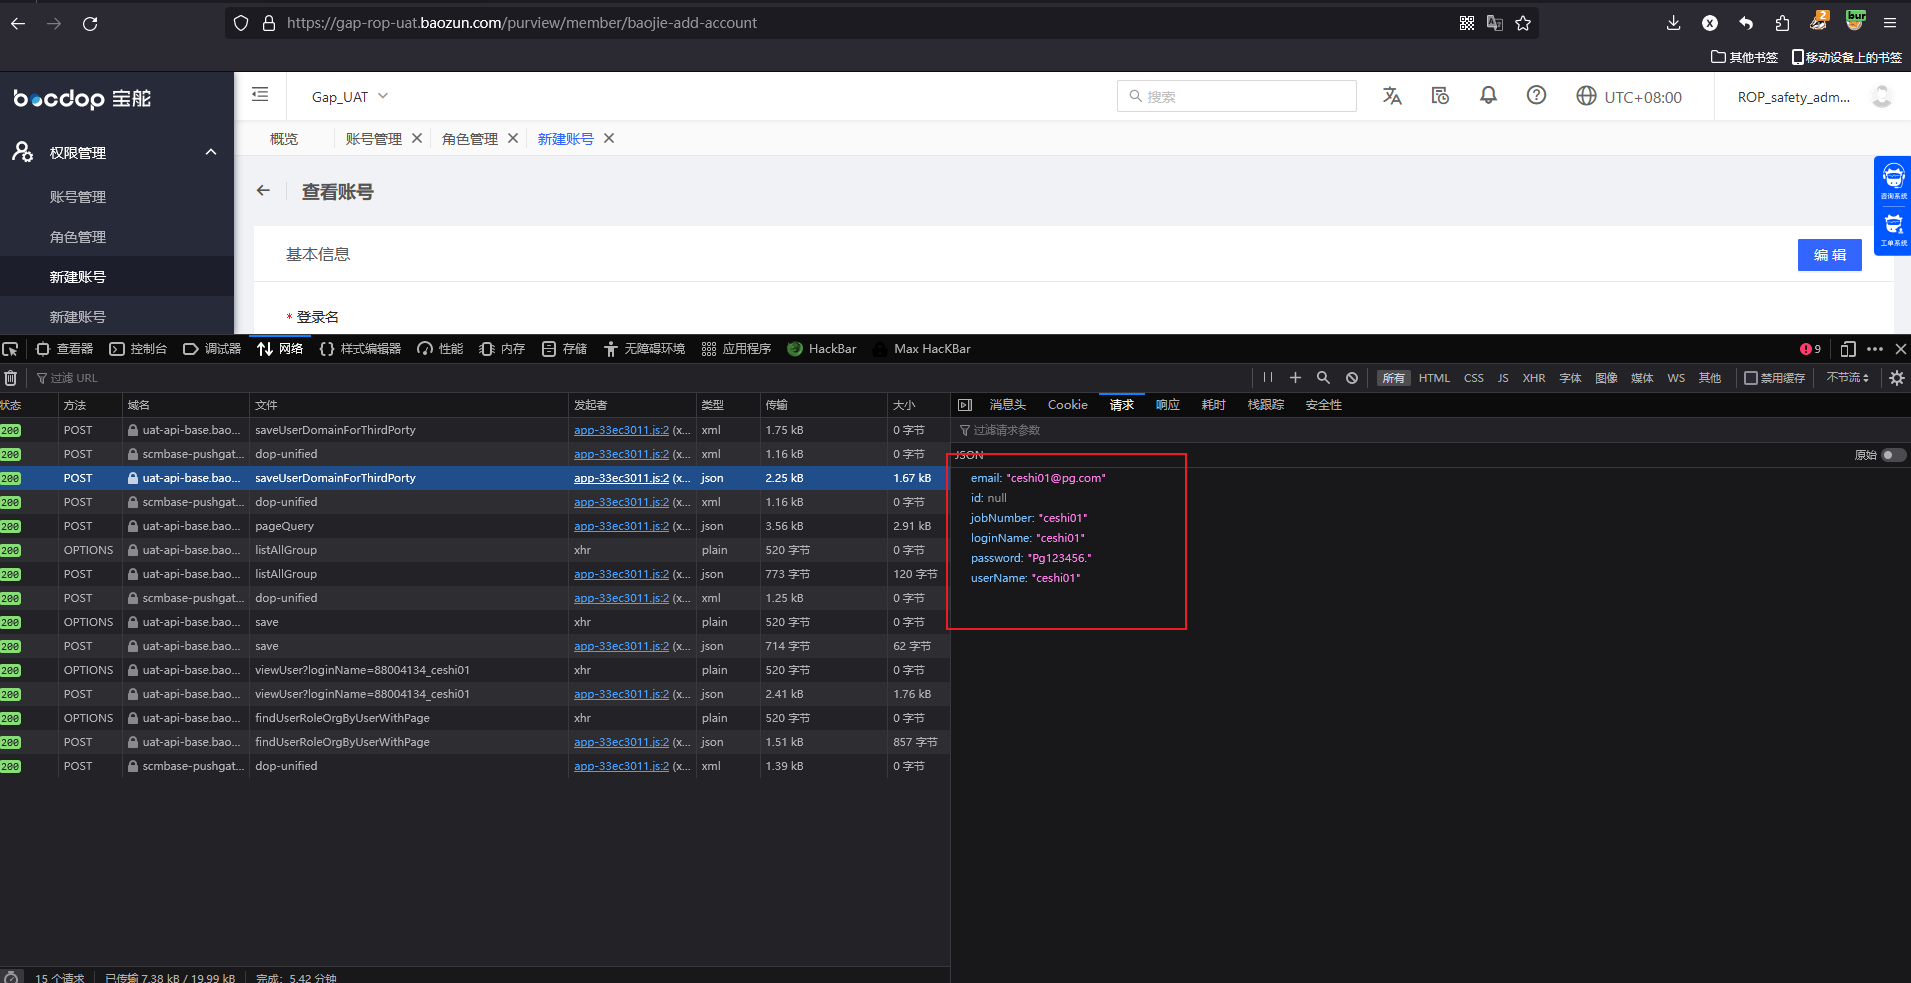 https://gap-rop-uat.baozun.com/purview/member/baojie-add-account
2
bur
其他书签
移动设备上的书签
bocdop 宝舵
Gap_UAT
搜索
UTC+08:00
ROP_safety_adm...
概览
账号管理
角色管理
新建账号
权限管理
账号管理
角色管理
新建账号
新建账号
查看账号
咨询系统
工单系统
基本信息
编 辑
* 登录名
查看器
控制台
调试器
网络
样式编辑器
性能
内存
存储
无障碍环境
应用程序
HackBar
Max HacKBar
9
过滤 URL
所有 HTML CSS JS XHR 字体 图像 媒体 WS 其他
禁用缓存
不节流
状态 方法 域名 文件 发起者 类型 传输 大小
200 POST uat-api-base.bao... saveUserDomainForThirdPorty app-33ec3011.js:2 (x... xml 1.75 kB 0 字节
200 POST scmbase-pushgat... dop-unified app-33ec3011.js:2 (x... xml 1.16 kB 0 字节
200 POST uat-api-base.bao... saveUserDomainForThirdPorty app-33ec3011.js:2 (x... json 2.25 kB 1.67 kB
200 POST scmbase-pushgat... dop-unified app-33ec3011.js:2 (x... xml 1.16 kB 0 字节
200 POST uat-api-base.bao... pageQuery app-33ec3011.js:2 (x... json 3.56 kB 2.91 kB
200 OPTIONS uat-api-base.bao... listAllGroup xhr plain 520 字节 0 字节
200 POST uat-api-base.bao... listAllGroup app-33ec3011.js:2 (x... json 773 字节 120 字节
200 POST scmbase-pushgat... dop-unified app-33ec3011.js:2 (x... xml 1.25 kB 0 字节
200 OPTIONS uat-api-base.bao... save xhr plain 520 字节 0 字节
200 POST uat-api-base.bao... save app-33ec3011.js:2 (x... json 714 字节 62 字节
200 OPTIONS uat-api-base.bao... viewUser?loginName=88004134_ceshi01 xhr plain 520 字节 0 字节
200 POST uat-api-base.bao... viewUser?loginName=88004134_ceshi01 app-33ec3011.js:2 (x... json 2.41 kB 1.76 kB
200 OPTIONS uat-api-base.bao... findUserRoleOrgByUserWithPage xhr plain 520 字节 0 字节
200 POST uat-api-base.bao... findUserRoleOrgByUserWithPage app-33ec3011.js:2 (x... json 1.51 kB 857 字节
200 POST scmbase-pushgat... dop-unified app-33ec3011.js:2 (x... xml 1.39 kB 0 字节
消息头 Cookie 请求 响应 耗时 栈跟踪 安全性
过滤请求参数
JSON
原始
email: "ceshi01@pg.com"
id: null
jobNumber: "ceshi01"
loginName: "ceshi01"
password: "Pg123456."
userName: "ceshi01"
15 个请求
已传输 7.38 kB / 19.99 kB
完成：5.42 分钟